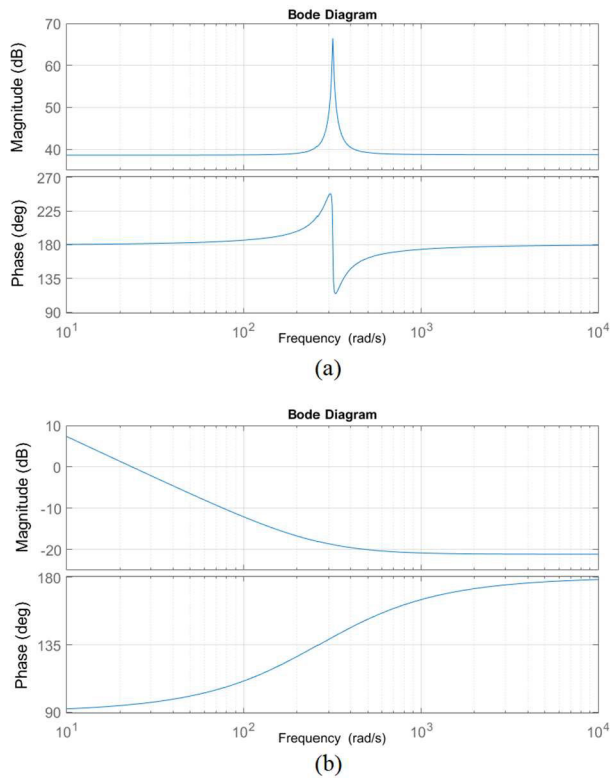 Bode Diagram
Magnitude (dB)
70
60
50
40
Phase (deg)
270
225
180
135
90
10^1 10^2 10^3 10^4
Frequency (rad/s)
(a)
Bode Diagram
Magnitude (dB)
10
0
-10
-20
Phase (deg)
180
135
90
10^1 10^2 10^3 10^4
Frequency (rad/s)
(b)